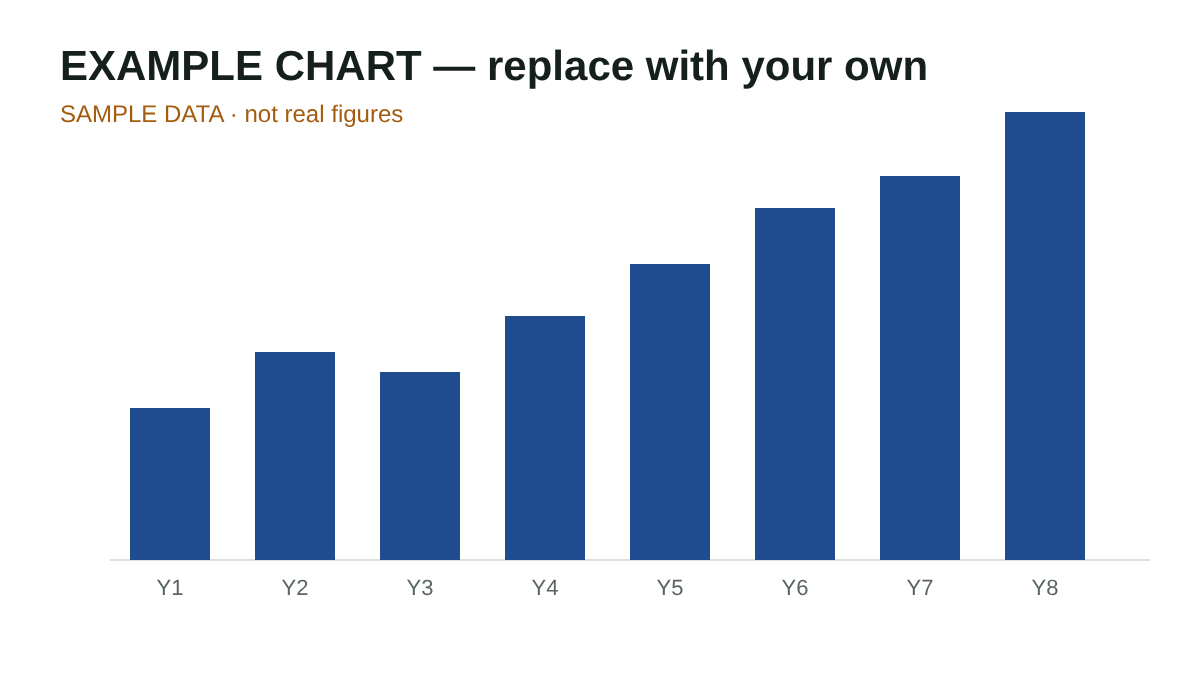 EXAMPLE CHART — replace with your own
SAMPLE DATA · not real figures
Y1 Y2 Y3 Y4 Y5 Y6 Y7 Y8